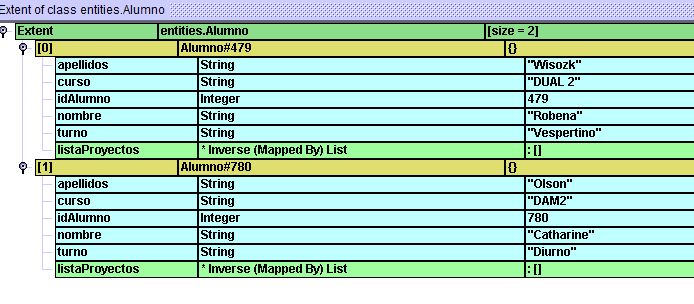 Extent of class entities.Alumno
Extent entities.Alumno [size = 2]
[0] Alumno#479 {}
apellidos String "Wisozk"
curso String "DUAL 2"
idAlumno Integer 479
nombre String "Robena"
turno String "Vespertino"
listaProyectos * Inverse (Mapped By) List : []
[1] Alumno#780 {}
apellidos String "Olson"
curso String "DAM2"
idAlumno Integer 780
nombre String "Catharine"
turno String "Diurno"
listaProyectos * Inverse (Mapped By) List : []